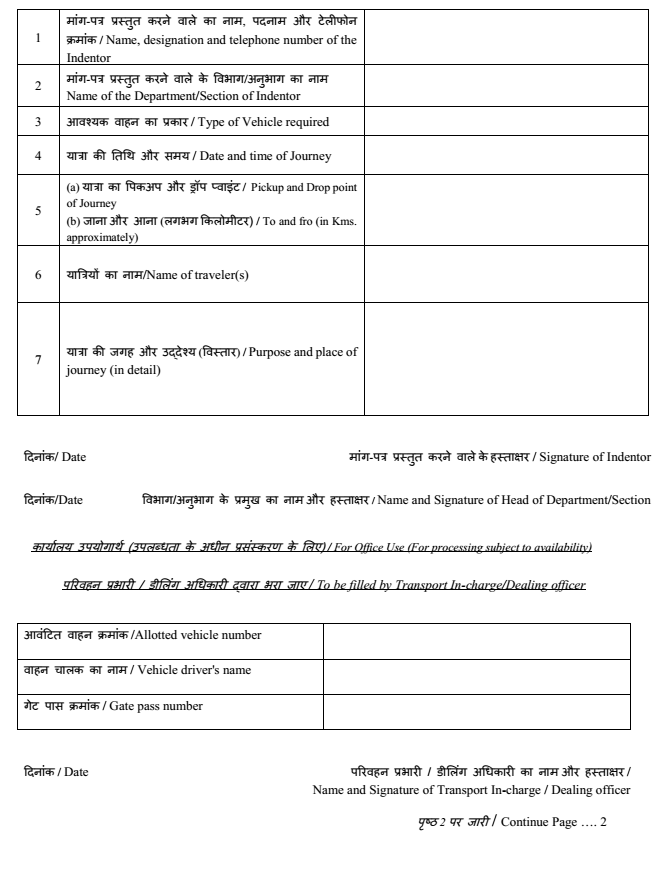 1
मांग-पत्र प्रस्तुत करने वाले का नाम, पदनाम और टेलीफोन
क्रमांक / Name, designation and telephone number of the
Indentor
2
मांग-पत्र प्रस्तुत करने वाले के विभाग/अनुभाग का नाम
Name of the Department/Section of Indentor
3
आवश्यक वाहन का प्रकार / Type of Vehicle required
4
यात्रा की तिथि और समय / Date and time of Journey
5
(a) यात्रा का पिकअप और ड्रॉप प्वाइंट / Pickup and Drop point
of Journey
(b) जाना और आना (लगभग किलोमीटर) / To and fro (in Kms.
approximately)
6
यात्रियों का नाम/Name of traveler(s)
7
यात्रा की जगह और उद्देश्य (विस्तार) / Purpose and place of
journey (in detail)
दिनांक/ Date मांग-पत्र प्रस्तुत करने वाले के हस्ताक्षर / Signature of Indentor
दिनांक/Date विभाग/अनुभाग के प्रमुख का नाम और हस्ताक्षर / Name and Signature of Head of Department/Section
कार्यालय उपयोगार्थ (उपलब्धता के अधीन प्रसंस्करण के लिए) / For Office Use (For processing subject to availability)
परिवहन प्रभारी / डीलिंग अधिकारी द्वारा भरा जाए / To be filled by Transport In-charge/Dealing officer
आवंटित वाहन क्रमांक /Allotted vehicle number
वाहन चालक का नाम / Vehicle driver's name
गेट पास क्रमांक / Gate pass number
दिनांक / Date परिवहन प्रभारी / डीलिंग अधिकारी का नाम और हस्ताक्षर /
Name and Signature of Transport In-charge / Dealing officer
पृष्ठ 2 पर जारी / Continue Page …. 2